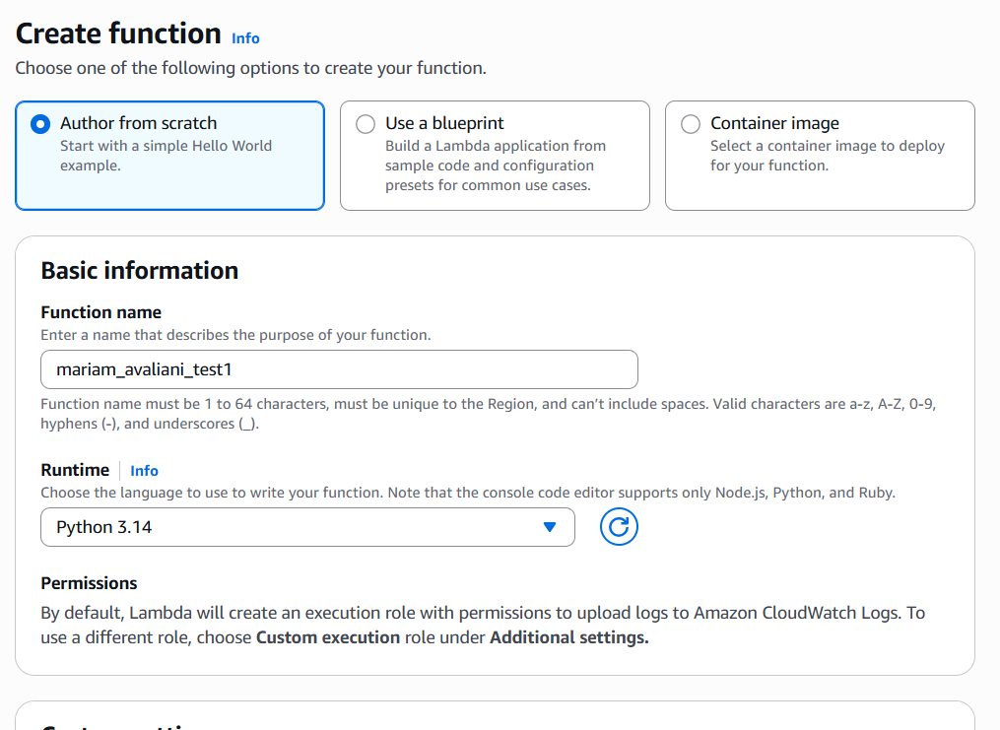 Create function Info
Choose one of the following options to create your function.
Author from scratch
Start with a simple Hello World
example.
Use a blueprint
Build a Lambda application from
sample code and configuration
presets for common use cases.
Container image
Select a container image to deploy
for your function.
Basic information
Function name
Enter a name that describes the purpose of your function.
mariam_avaliani_test1
Function name must be 1 to 64 characters, must be unique to the Region, and can’t include spaces. Valid characters are a-z, A-Z, 0-9,
hyphens (-), and underscores (_).
Runtime Info
Choose the language to use to write your function. Note that the console code editor supports only Node.js, Python, and Ruby.
Python 3.14
Permissions
By default, Lambda will create an execution role with permissions to upload logs to Amazon CloudWatch Logs. To
use a different role, choose Custom execution role under Additional settings.